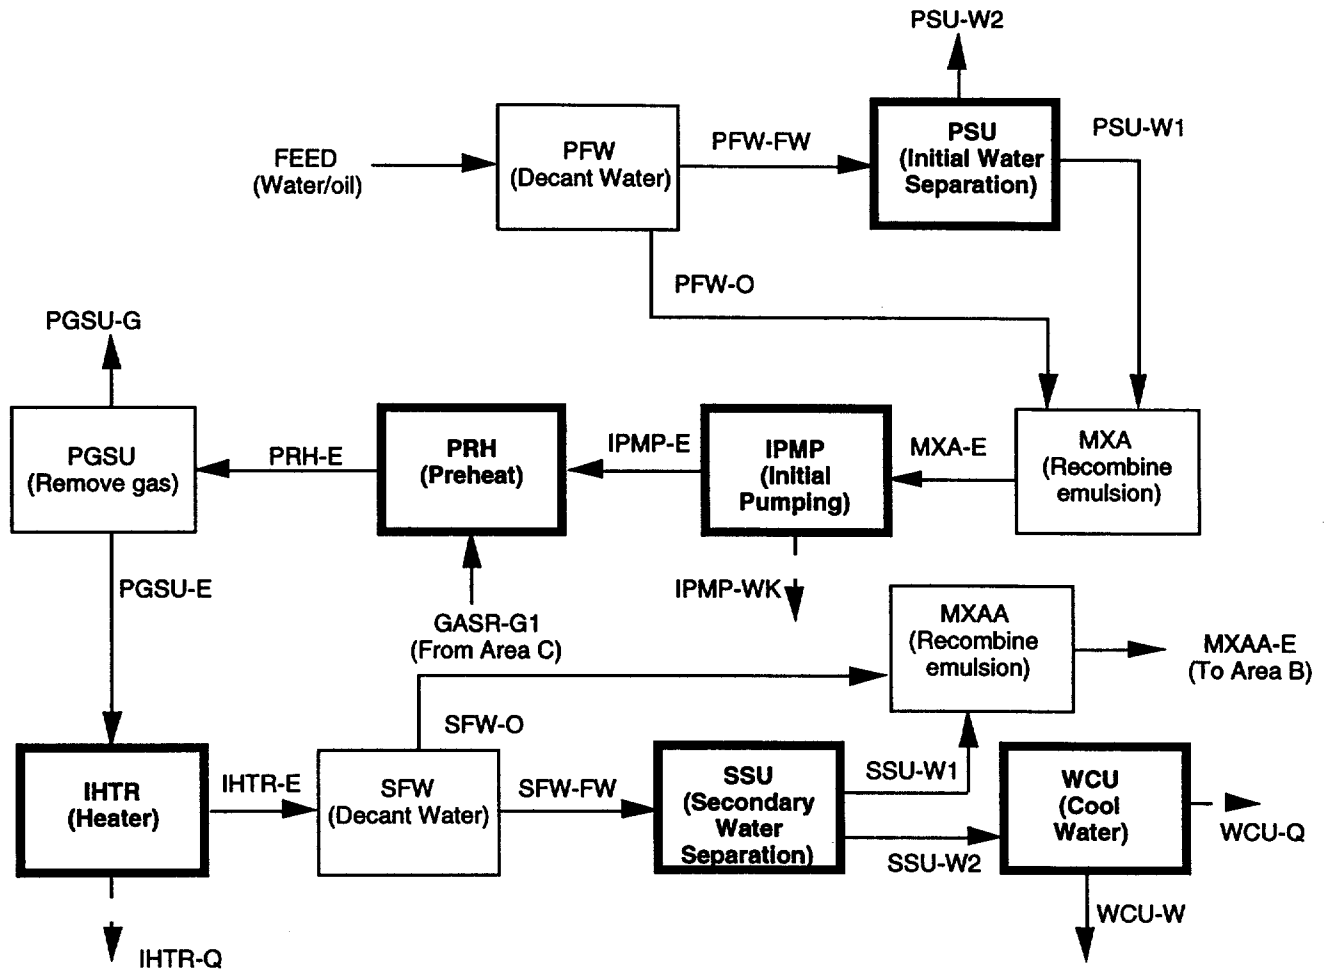 PSU-W2
FEED
(Water/oil)
PFW
(Decant Water)
PFW-FW
PSU
(Initial Water
Separation)
PSU-W1
PFW-O
PGSU-G
PGSU
(Remove gas)
PRH-E
PRH
(Preheat)
IPMP-E
IPMP
(Initial
Pumping)
MXA-E
MXA
(Recombine
emulsion)
PGSU-E
GASR-G1
(From Area C)
IPMP-WK
MXAA
(Recombine
emulsion)
MXAA-E
(To Area B)
SFW-O
IHTR
(Heater)
IHTR-E
SFW
(Decant Water)
SFW-FW
SSU
(Secondary
Water
Separation)
SSU-W1
SSU-W2
WCU
(Cool
Water)
WCU-Q
WCU-W
IHTR-Q